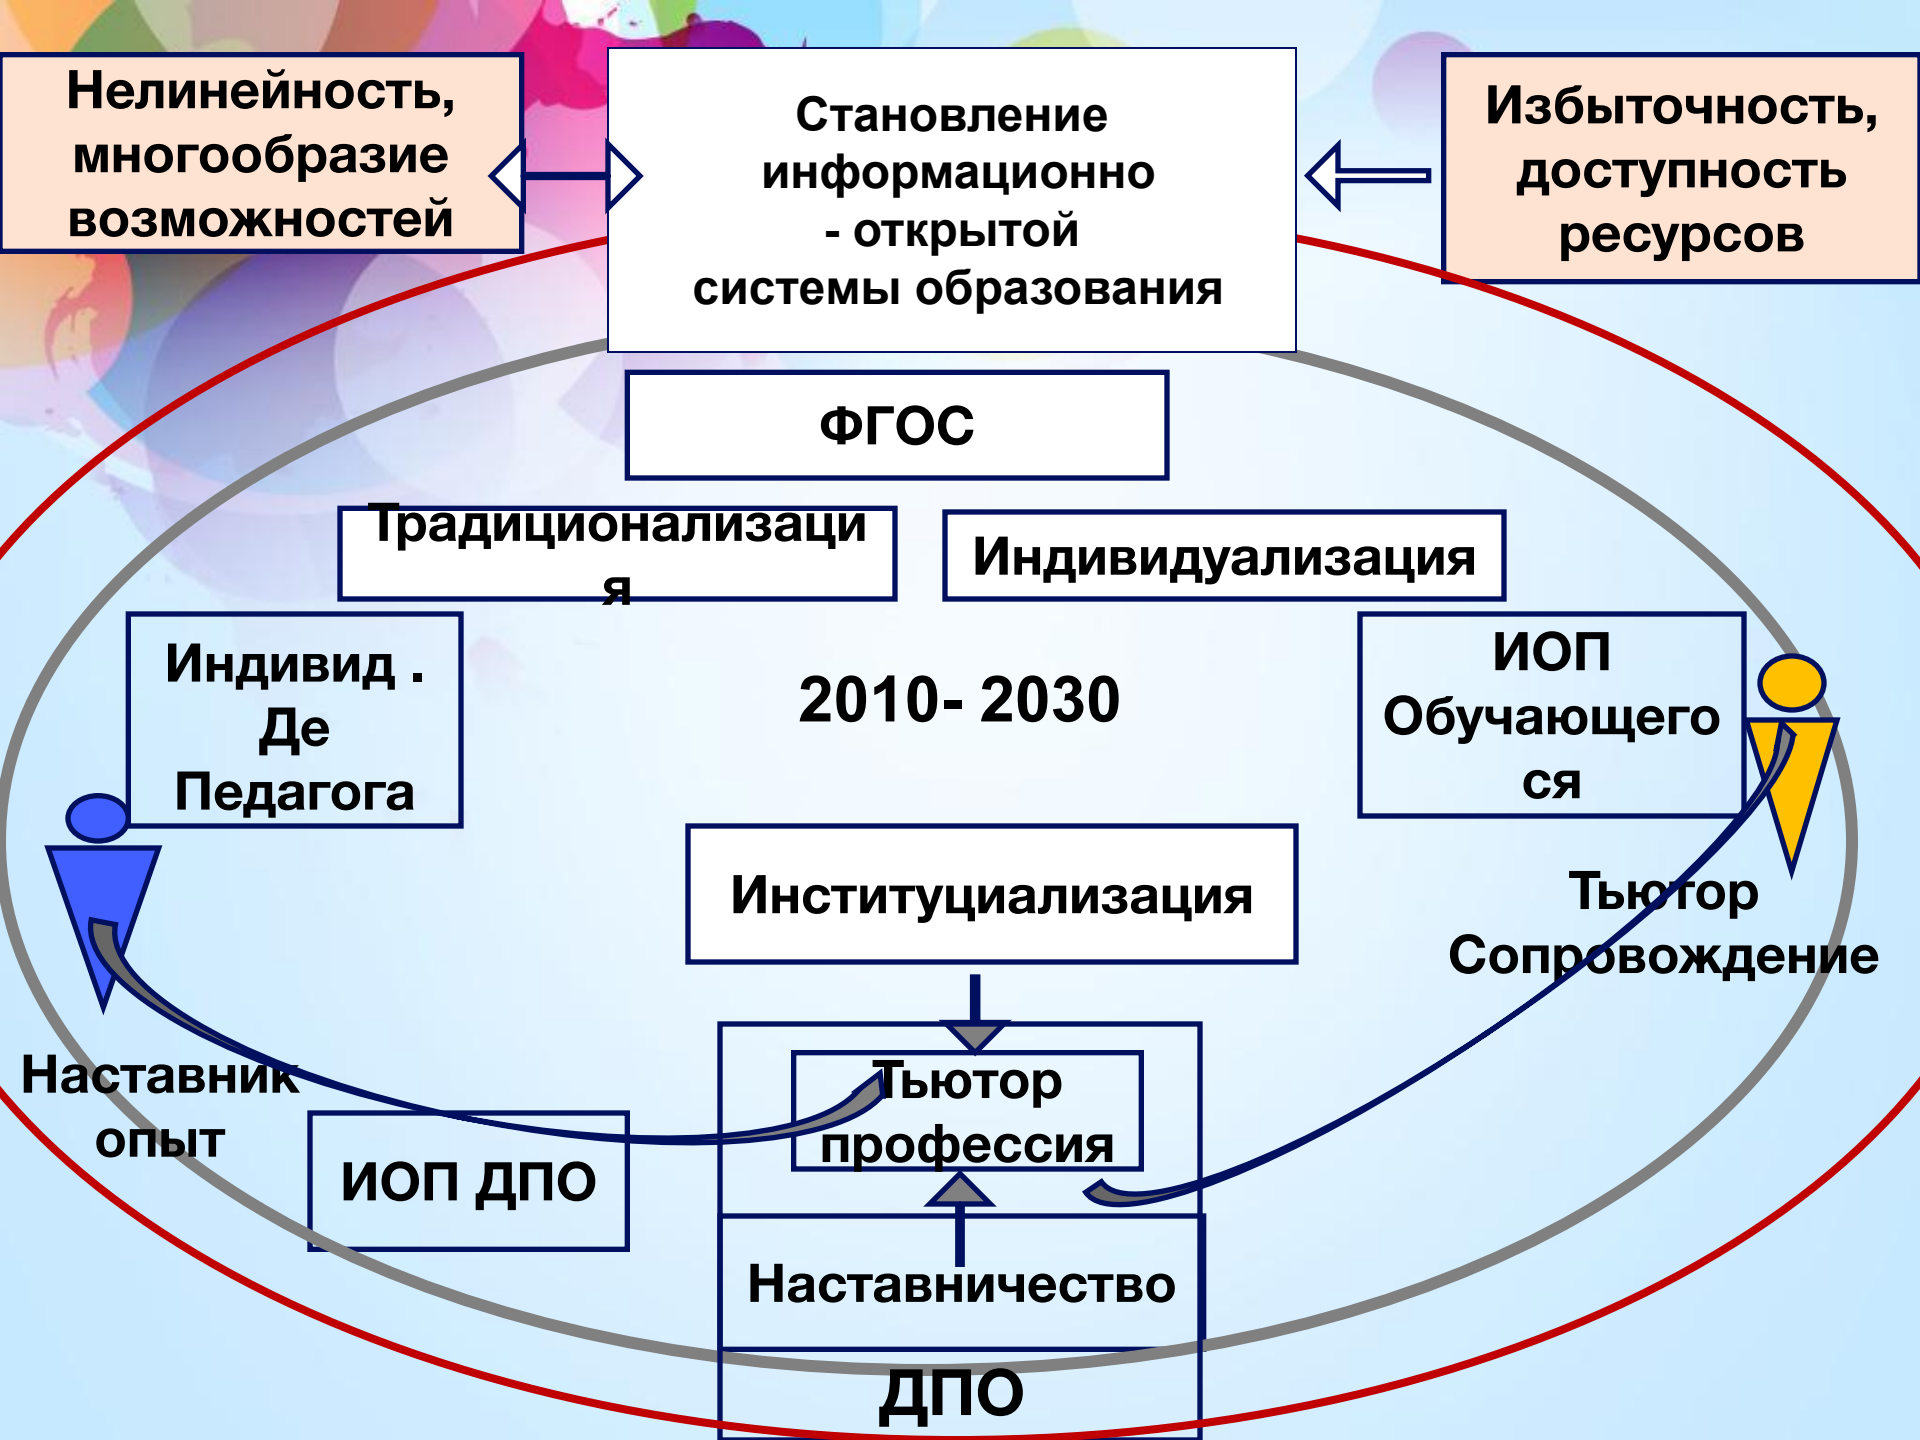 Нелинейность,
многообразие
возможностей
Становление
информационно
- открытой
системы образования
Избыточность,
доступность
ресурсов
ФГОС
Традиционализаци
я
Индивидуализация
Индивид .
Де
Педагога
2010- 2030
ИОП
Обучающего
ся
Институциализация
Тьютор
Сопровождение
Наставник
опыт
Тьютор
профессия
ИОП ДПО
Наставничество
ДПО